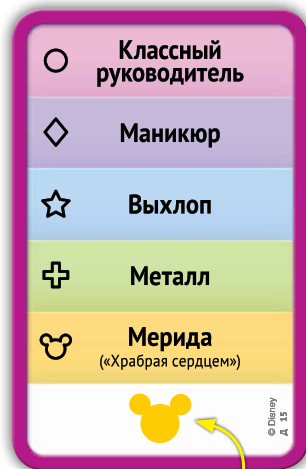 Классный
руководитель
Маникюр
Выхлоп
Металл
Мерида
(«Храбрая сердцем»)
© Disney
Д 15